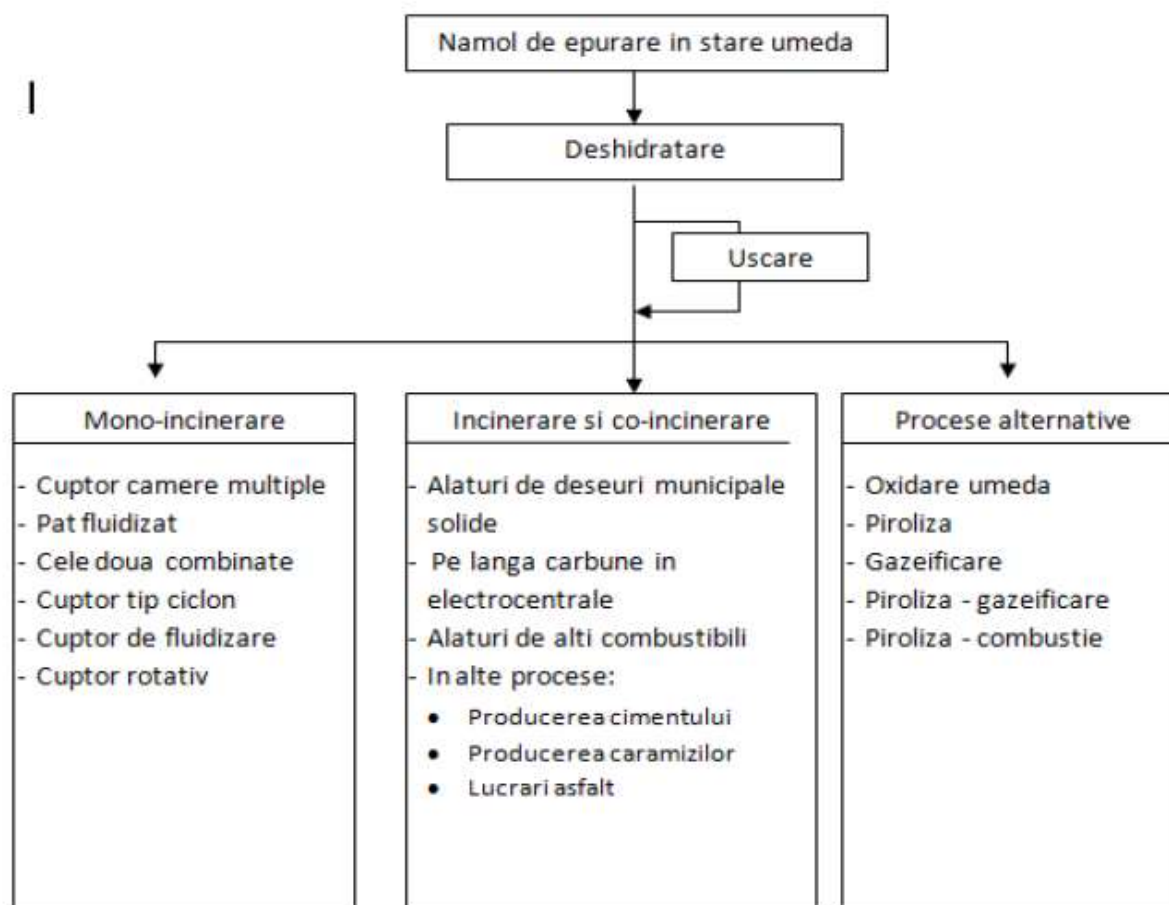 Namol de epurare in stare umeda
Deshidratare
Uscare
Mono-incinerare
- Cuptor camere multiple
- Pat fluidizat
- Cele doua combinate
- Cuptor tip ciclon
- Cuptor de fluidizare
- Cuptor rotativ
Incinerare si co-incinerare
- Alaturi de deseuri municipale
solide
- Pe langa carbune in
electrocentrale
- Alaturi de alti combustibili
- In alte procese:
• Producerea cimentului
• Producerea caramizilor
• Lucrari asfalt
Procese alternative
- Oxidare umeda
- Piroliza
- Gazeificare
- Piroliza - gazeificare
- Piroliza - combustie